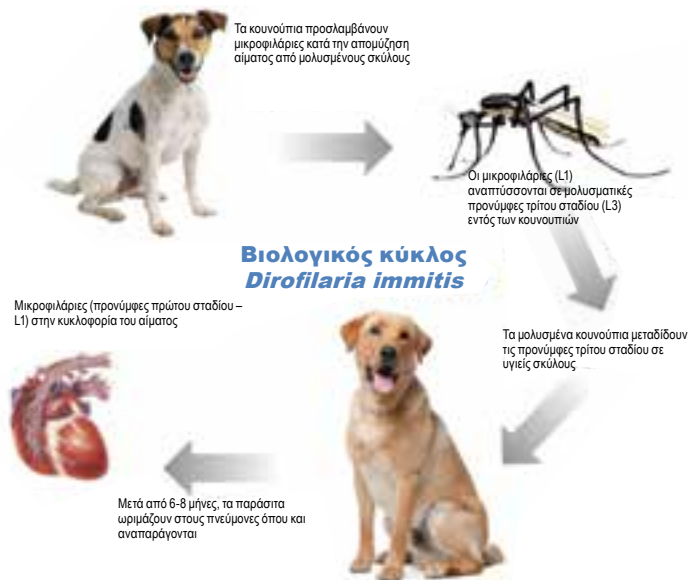 Τα κουνούπια προσλαμβάνουν
μικροφιλάριες κατά την απομύζηση
αίματος από μολυσμένους σκύλους
Οι μικροφιλάριες (L1)
αναπτύσσονται σε μολυσματικές
προνύμφες τρίτου σταδίου (L3)
εντός των κουνουπιών
Βιολογικός κύκλος
Dirofilaria immitis
Μικροφιλάριες (προνύμφες πρώτου σταδίου –
L1) στην κυκλοφορία του αίματος
Τα μολυσμένα κουνούπια μεταδίδουν
τις προνύμφες τρίτου σταδίου σε
υγιείς σκύλους
Μετά από 6-8 μήνες, τα παράσιτα
ωριμάζουν στους πνεύμονες όπου και
αναπαράγονται